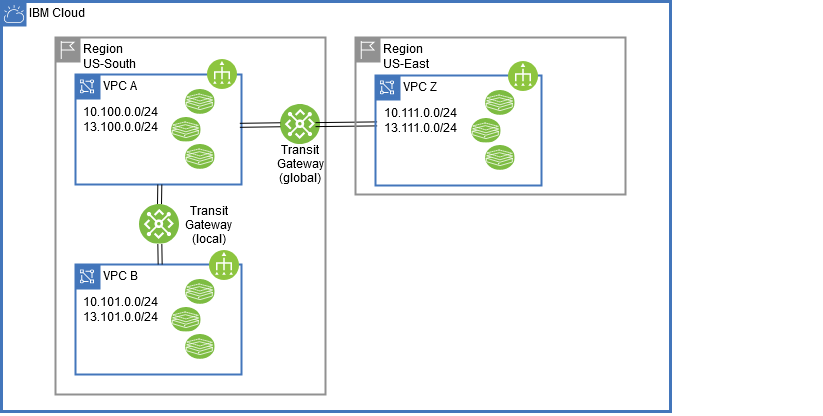 IBM Cloud
Region
US-South
VPC A
10.100.0.0/24
13.100.0.0/24
Transit
Gateway
(global)
Region
US-East
VPC Z
10.111.0.0/24
13.111.0.0/24
Transit
Gateway
(local)
VPC B
10.101.0.0/24
13.101.0.0/24